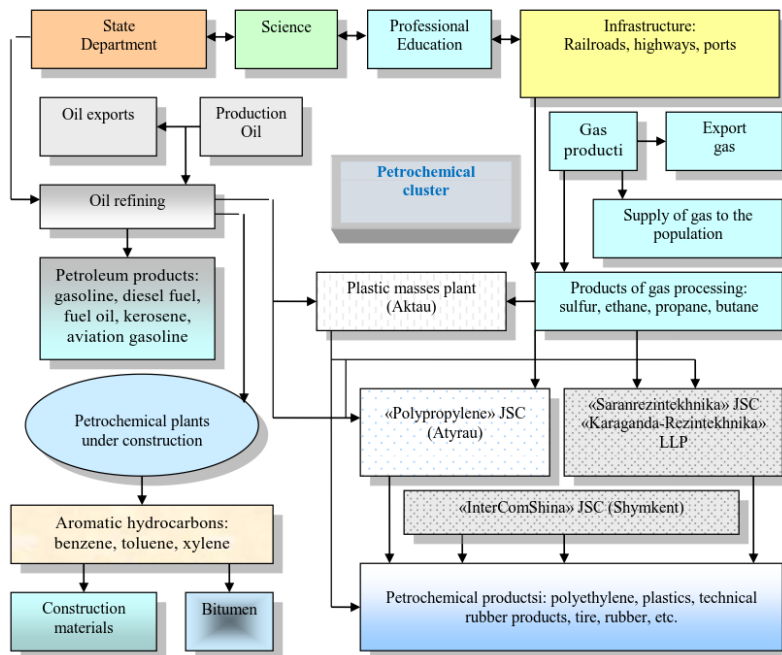 State
Department
Science
Professional
Education
Infrastructure:
Railroads, highways, ports
Oil exports
Production
Oil
Gas
producti
Export
gas
Petrochemical
cluster
Oil refining
Supply of gas to the
population
Petroleum products:
gasoline, diesel fuel,
fuel oil, kerosene,
aviation gasoline
Plastic masses plant
(Aktau)
Products of gas processing:
sulfur, ethane, propane, butane
Petrochemical plants
under construction
«Polypropylene» JSC
(Atyrau)
«Saranrezintekhnika» JSC
«Karaganda-Rezintekhnika»
LLP
«InterComShina» JSC (Shymkent)
Aromatic hydrocarbons:
benzene, toluene, xylene
Construction
materials
Bitumen
Petrochemical productsi: polyethylene, plastics, technical
rubber products, tire, rubber, etc.